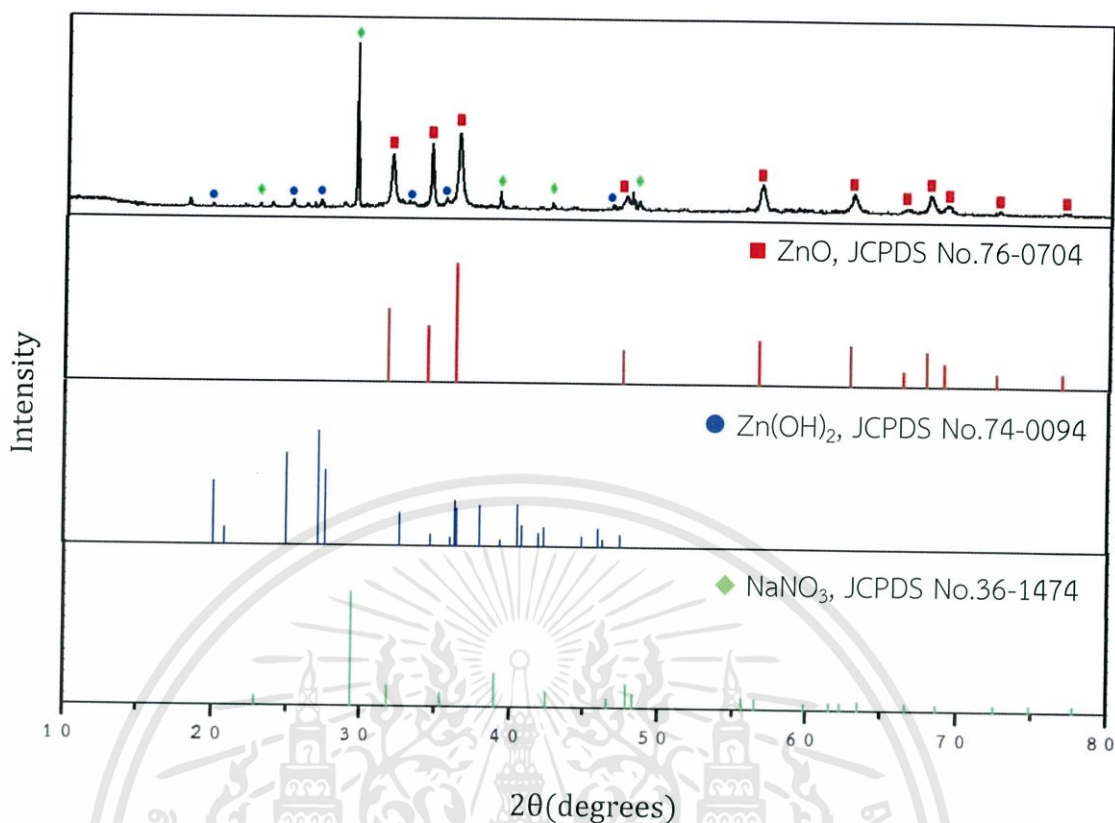 Intensity
ZnO, JCPDS No.76-0704
Zn(OH)₂, JCPDS No.74-0094
NaNO₃, JCPDS No.36-1474
10 20 30 40 50 60 70 80
2θ(degrees)